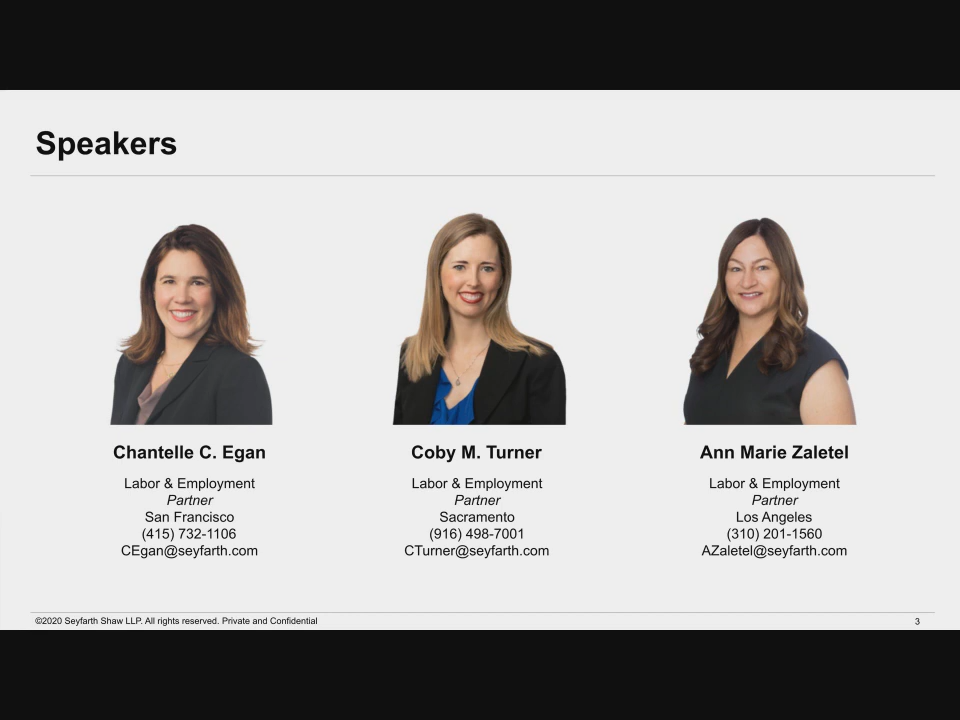 Speakers
Chantelle C. Egan
Labor & Employment
Partner
San Francisco
(415) 732-1106
CEgan@seyfarth.com
Coby M. Turner
Labor & Employment
Partner
Sacramento
(916) 498-7001
CTurner@seyfarth.com
Ann Marie Zaletel
Labor & Employment
Partner
Los Angeles
(310) 201-1560
AZaletel@seyfarth.com
©2020 Seyfarth Shaw LLP. All rights reserved. Private and Confidential
3